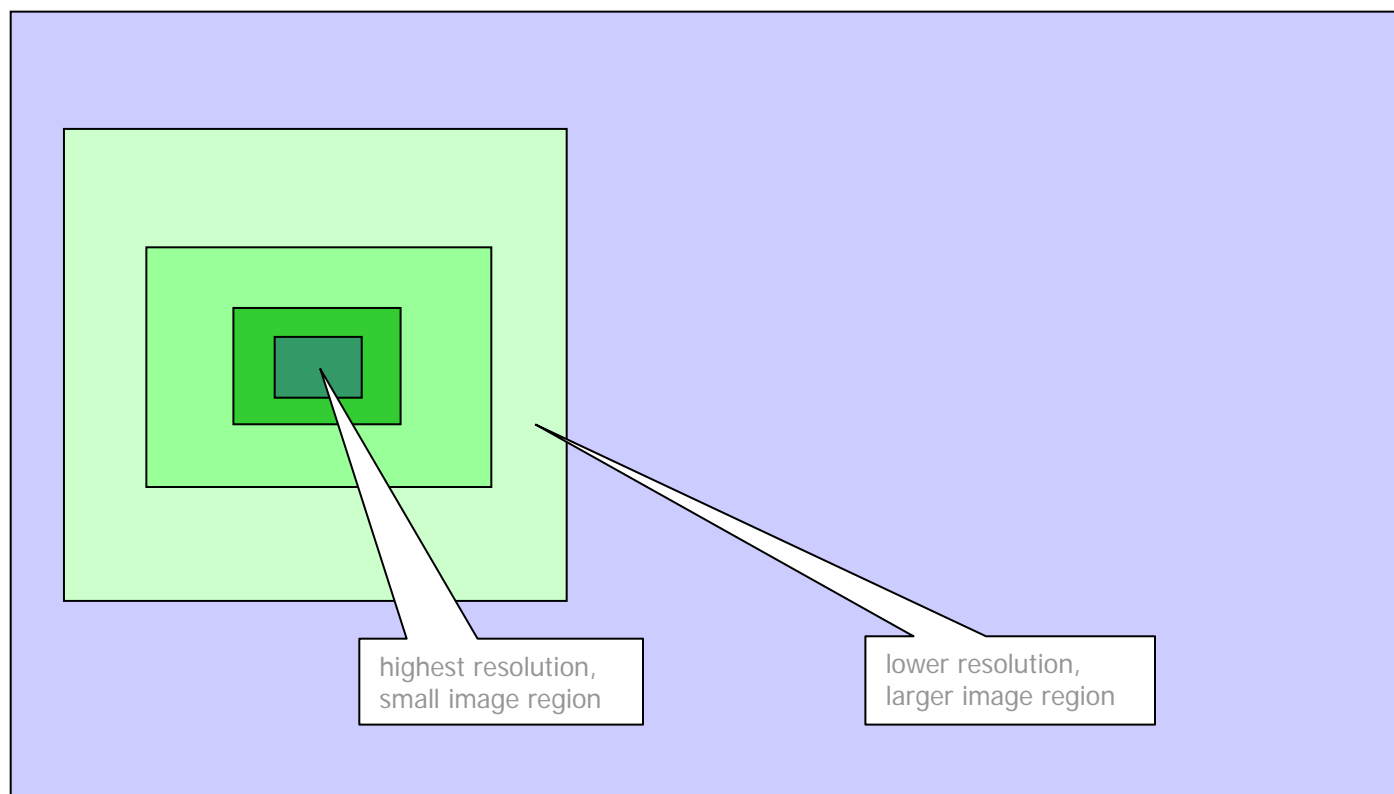 highest resolution,
small image region
lower resolution,
larger image region